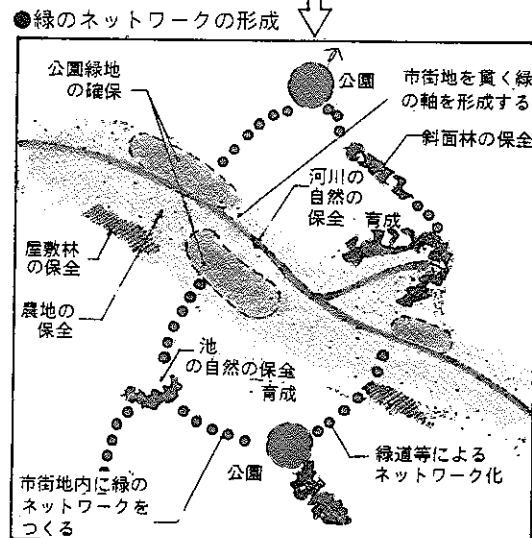 ●緑のネットワークの形成
公園緑地
の確保
公園
市街地を貫く緑
の軸を形成する
斜面林の保全
河川の
自然の
保全・育成
屋敷林
の保全
農地の
保全
池
の自然の保全
・育成
公園
緑道等による
ネットワーク化
市街地内に緑の
ネットワークを
つくる